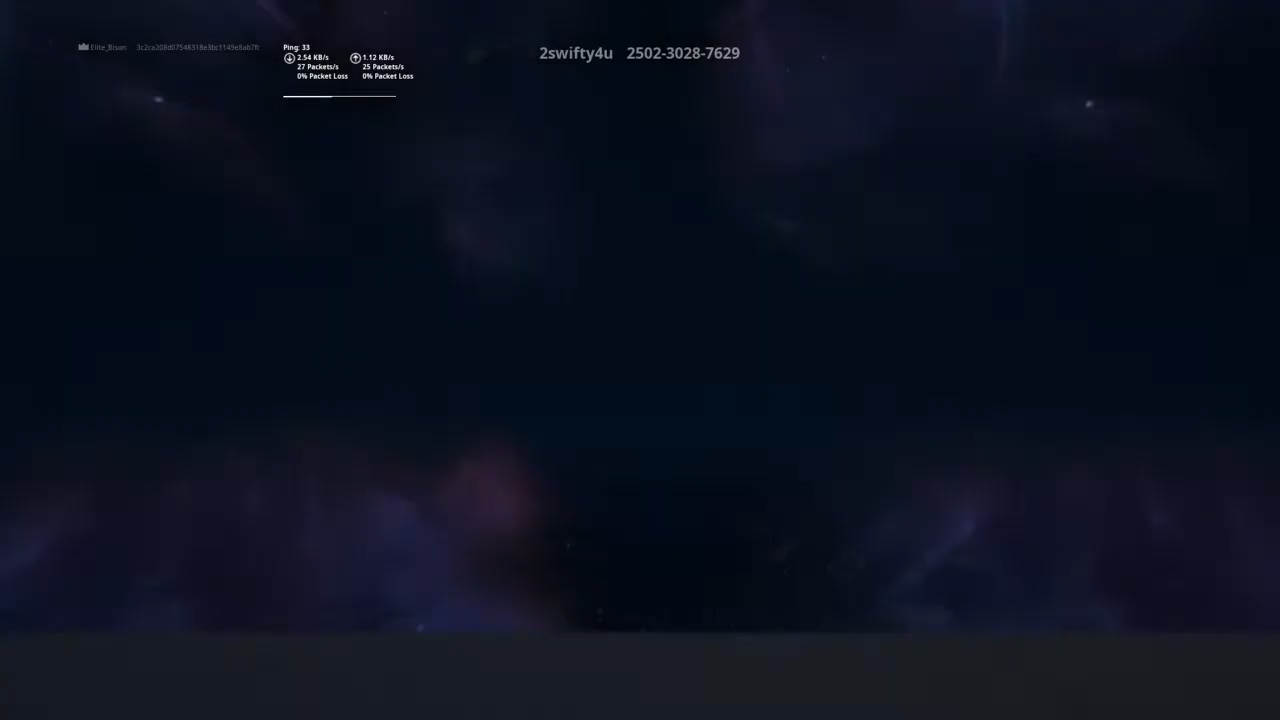 Elite_Bison
Ping: 33
2.54 KB/s 1.12 KB/s
27 Packets/s 25 Packets/s
0% Packet Loss 0% Packet Loss
2swifty4u 2502-3028-7629